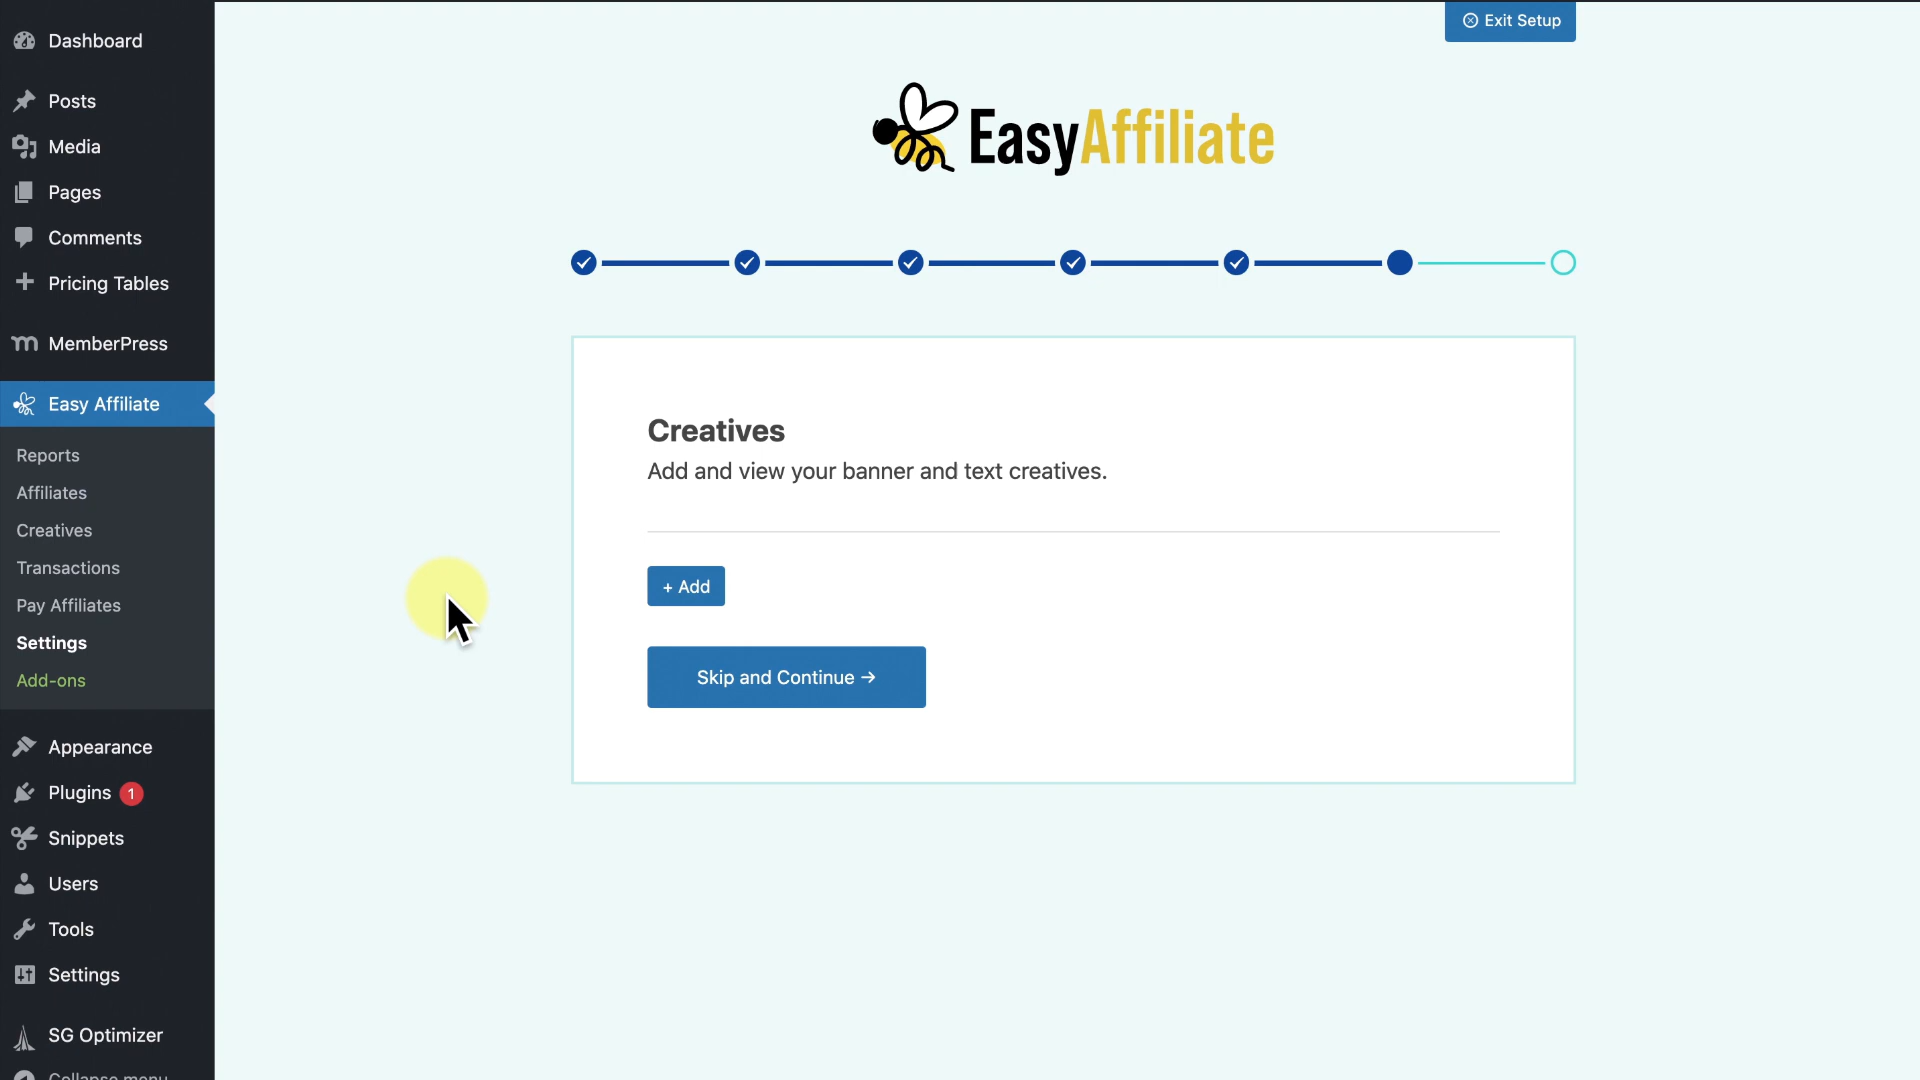 Dashboard
Posts
Media
Pages
Comments
Pricing Tables
MemberPress
Easy Affiliate
Reports
Affiliates
Creatives
Transactions
Pay Affiliates
Settings
Add-ons
Appearance
Plugins 1
Snippets
Users
Tools
Settings
SG Optimizer
Collapse menu
Exit Setup
EasyAffiliate
Creatives
Add and view your banner and text creatives.
+ Add
Skip and Continue →